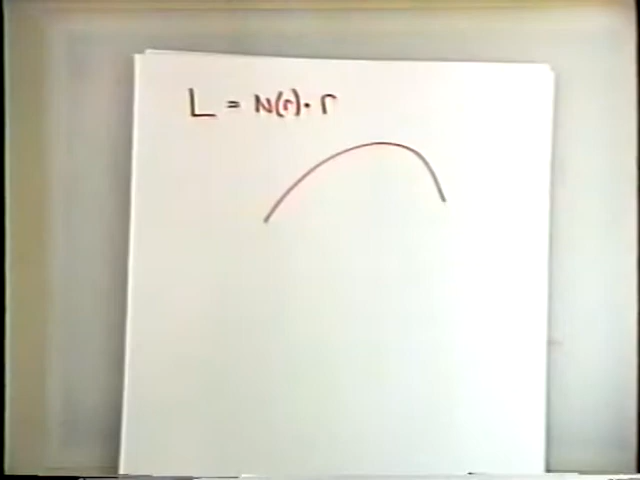 L = N(r) · r